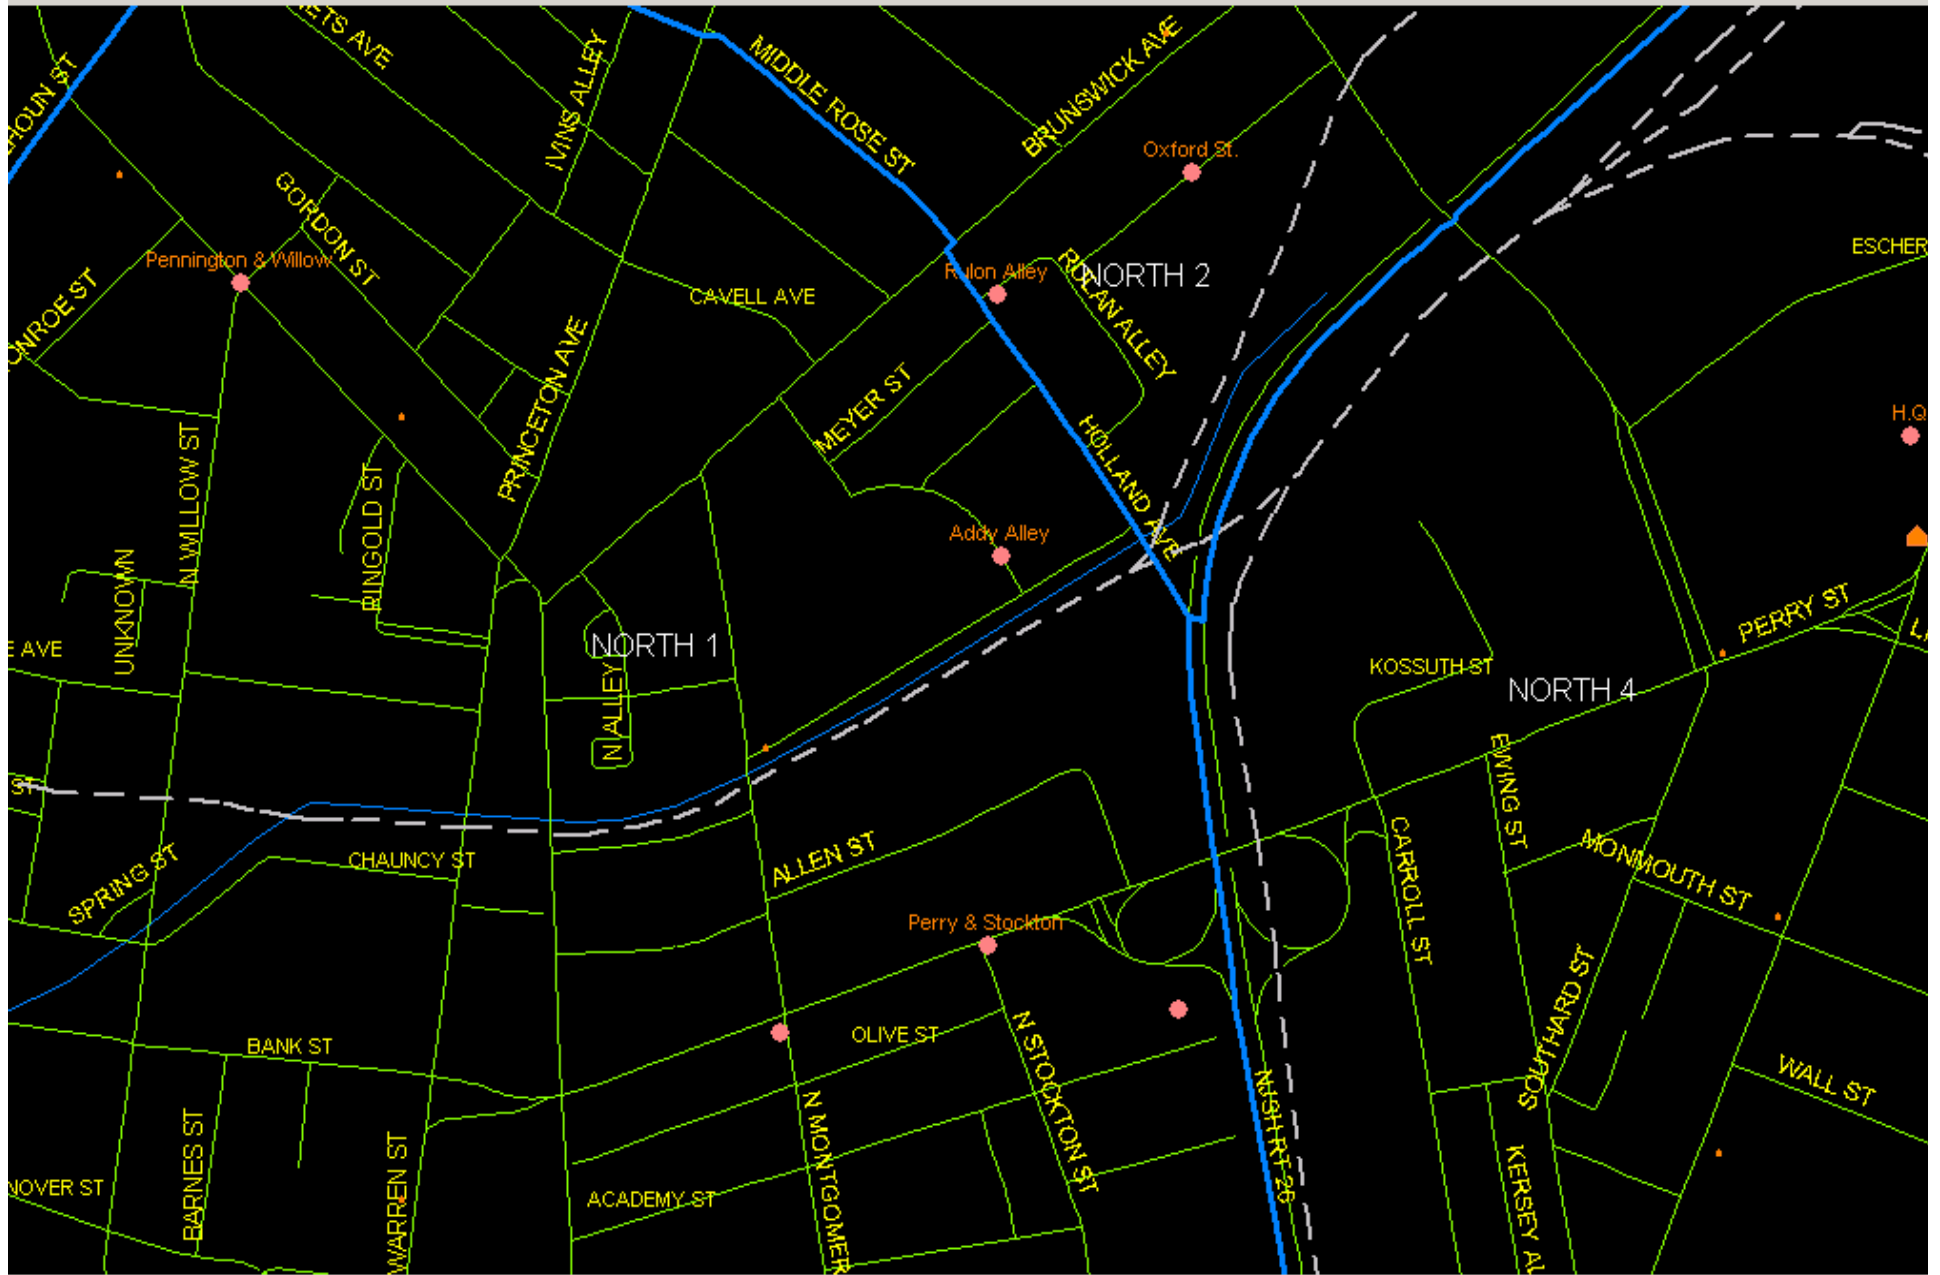 ETS AVE
HOUN ST
IVINS ALLEY
MIDDLE ROSE ST
BRUNSWICK AVE
Oxford St.
GORDON ST
Pennington & Willow
ONROE ST
CAVELL AVE
Rulon Alley
ROLAN ALLEY
NORTH 2
ESCHER
PRINCETON AVE
MEYER ST
H.Q
HOLLAND AVE
N WILLOW ST
RINGOLD ST
UNKNOWN
Addy Alley
E AVE
NORTH 1
N ALLEY
KOSSUTH ST
NORTH 4
PERRY ST
ST
EWING ST
CHAUNCY ST
SPRING ST
ALLEN ST
CARROLL ST
MONMOUTH ST
Perry & Stockton
OLIVE ST
N STOCKTON ST
BANK ST
SOUTHARD ST
WALL ST
BARNES ST
WARREN ST
N MONTGOMER
ACADEMY ST
KERSEY AL
NOVER ST